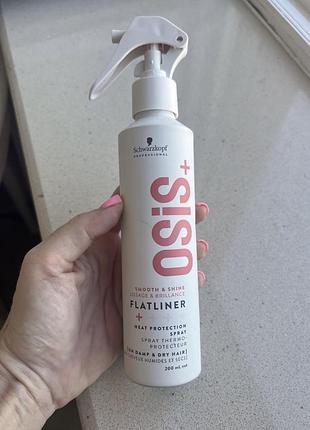 Schwarzkopf
PROFESSIONAL
OSiS+
SMOOTH & SHINE
LISSAGE & BRILLANCE
FLATLINER
+
HEAT PROTECTION
SPRAY
SPRAY THERMO-
PROTECTEUR
DAMP & DRY HAIR]
CHEVEUX HUMIDES ET SECS]
200 mL